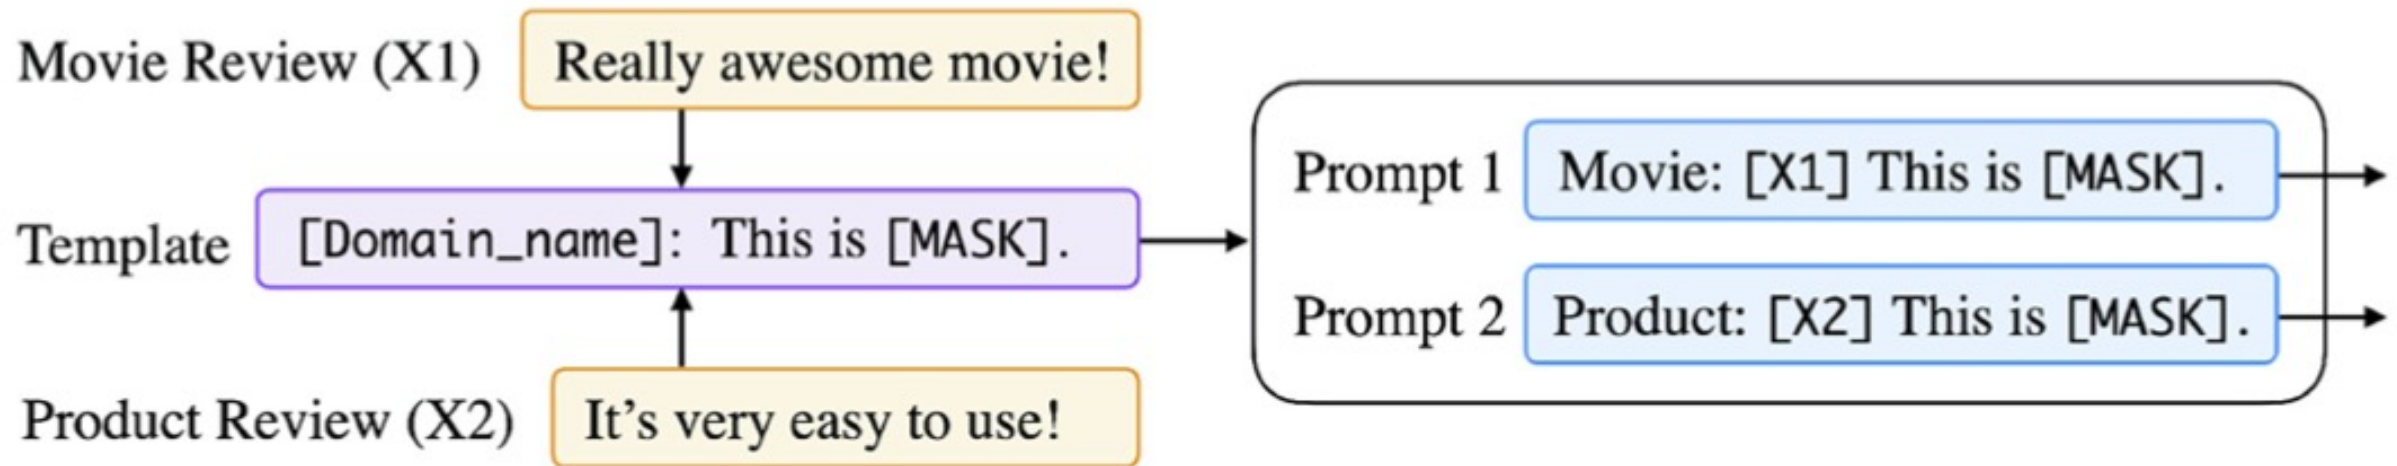 Movie Review (X1) Really awesome movie!
Template [Domain_name]: This is [MASK].
Product Review (X2) It's very easy to use!
Prompt 1 Movie: [X1] This is [MASK].
Prompt 2 Product: [X2] This is [MASK].